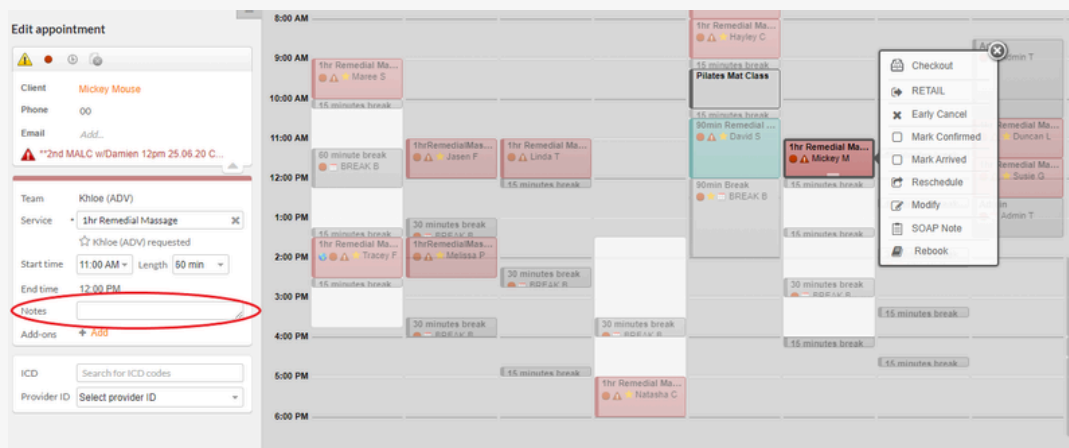 Edit appointment
Client Mickey Mouse
Phone 00
Email Add...
**2nd MALC w/Damien 12pm 25.06.20 C...
Team Khloe (ADV)
Service • 1hr Remedial Massage
Khloe (ADV) requested
Start time 11:00 AM Length 60 min
End time 12:00 PM
Notes
Add-ons + Add
ICD Search for ICD codes
Provider ID Select provider ID
8:00 AM
9:00 AM
10:00 AM
11:00 AM
12:00 PM
1:00 PM
2:00 PM
3:00 PM
4:00 PM
5:00 PM
6:00 PM
1hr Remedial Ma...
Maree S
15 minutes break
60 minute break
BREAK B
15 minutes break
1hr Remedial Ma...
Tracey F
15 minutes break
1hrRemedialMas...
Jasen F
30 minutes break
BREAK B
1hrRemedialMas...
Melissa P
30 minutes break
BREAK B
1hr Remedial Ma...
Linda T
15 minutes break
30 minutes break
BREAK B
15 minutes break
30 minutes break
BREAK B
1hr Remedial Ma...
Natasha C
1hr Remedial Ma...
Hayley C
15 minutes break
Pilates Mat Class
90min Remedial ...
David S
90min Break
BREAK B
1hr Remedial Ma...
Mickey M
15 minutes break
15 minutes break
30 minutes break
BREAK B
15 minutes break
15 minutes break
15 minutes break
Admin T
Remedial Ma...
Duncan L
Remedial Ma...
Susie G
Admin T
Checkout
RETAIL
Early Cancel
Mark Confirmed
Mark Arrived
Reschedule
Modify
SOAP Note
Rebook